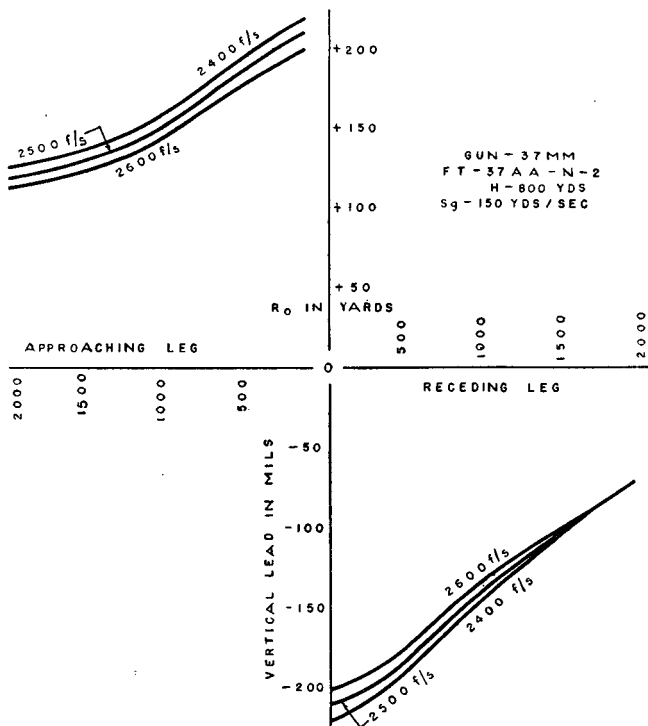 +200
2400 f/s
2500 f/s
2600 f/s
+150
GUN - 37MM
FT - 37 AA - N - 2
H - 800 YDS
Sg - 150 YDS / SEC
+100
+50
R₀ IN YARDS
APPROACHING LEG
2000
1500
1000
500
0
500
1000
1500
2000
RECEDING LEG
VERTICAL LEAD IN MILS
-50
-100
-150
-200
2600 f/s
2400 f/s
2500 f/s